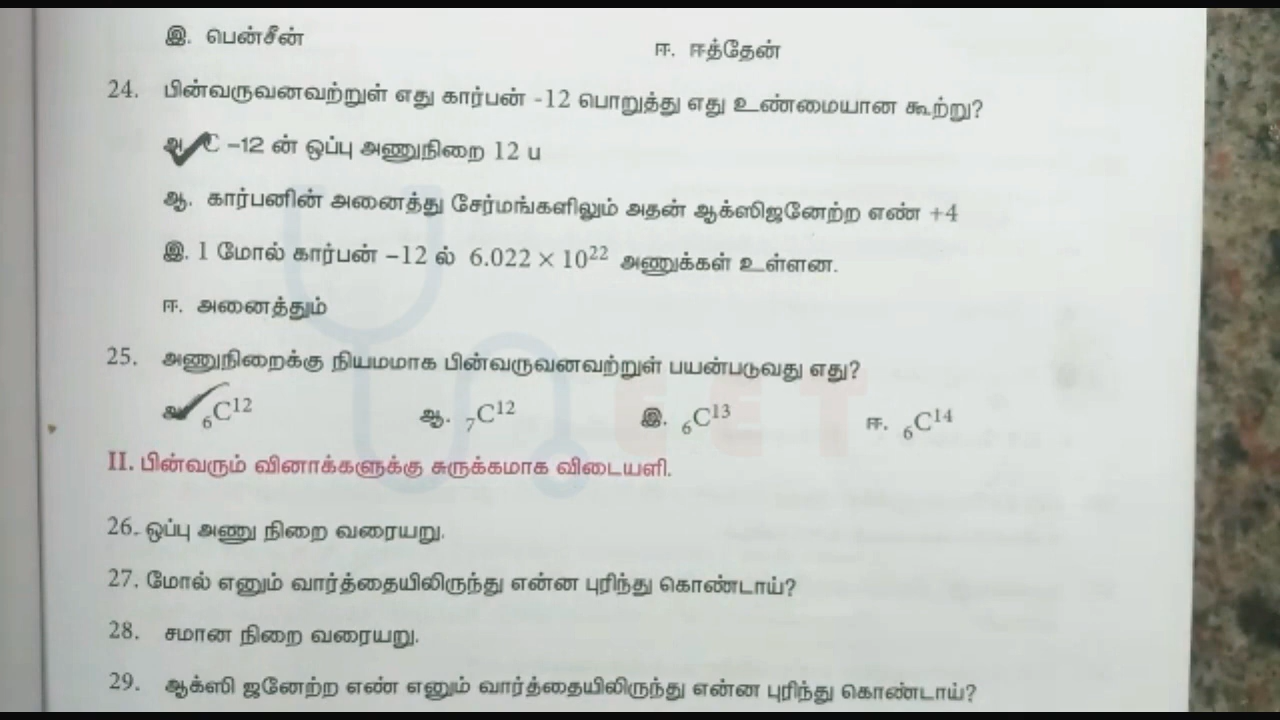 இ. பென்சீன் ஈ. ஈத்தேன்
24. பின்வருவனவற்றுள் எது கார்பன் -12 பொறுத்து எது உண்மையான கூற்று?
அ. C –12 ன் ஒப்பு அணுநிறை 12 u
ஆ. கார்பனின் அனைத்து சேர்மங்களிலும் அதன் ஆக்ஸிஜனேற்ற எண் +4
இ. 1 மோல் கார்பன் –12 ல் 6.022 × 10²² அணுக்கள் உள்ளன.
ஈ. அனைத்தும்
25. அணுநிறைக்கு நியமமாக பின்வருவனவற்றுள் பயன்படுவது எது?
அ. ₆C¹² ஆ. ₇C¹² இ. ₆C¹³ ஈ. ₆C¹⁴
II. பின்வரும் வினாக்களுக்கு சுருக்கமாக விடையளி.
26. ஒப்பு அணு நிறை வரையறு.
27. மோல் எனும் வார்த்தையிலிருந்து என்ன புரிந்து கொண்டாய்?
28. சமான நிறை வரையறு.
29. ஆக்ஸி ஜனேற்ற எண் எனும் வார்த்தையிலிருந்து என்ன புரிந்து கொண்டாய்?